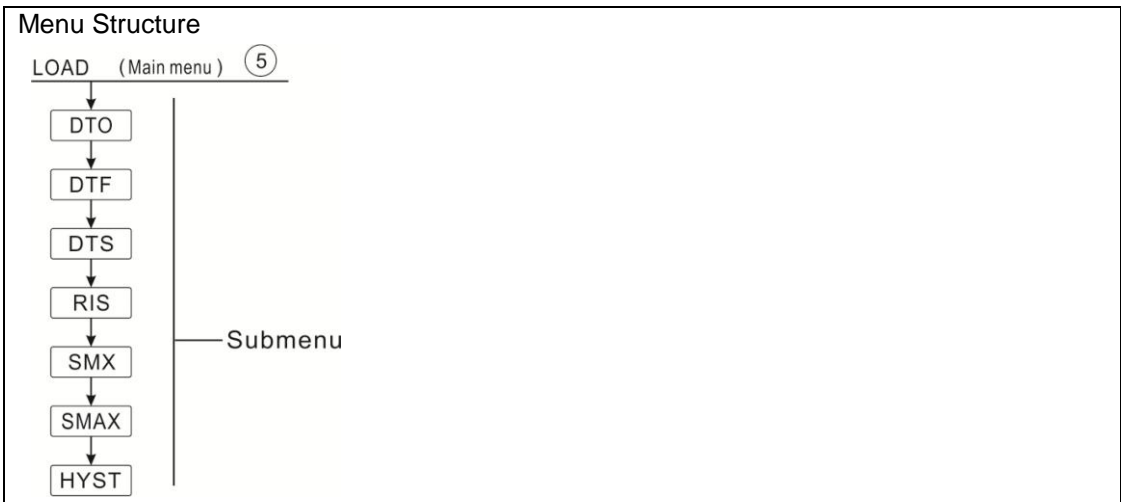 Menu Structure
LOAD (Main menu) 5
DTO
DTF
DTS
RIS
Submenu
SMX
SMAX
HYST